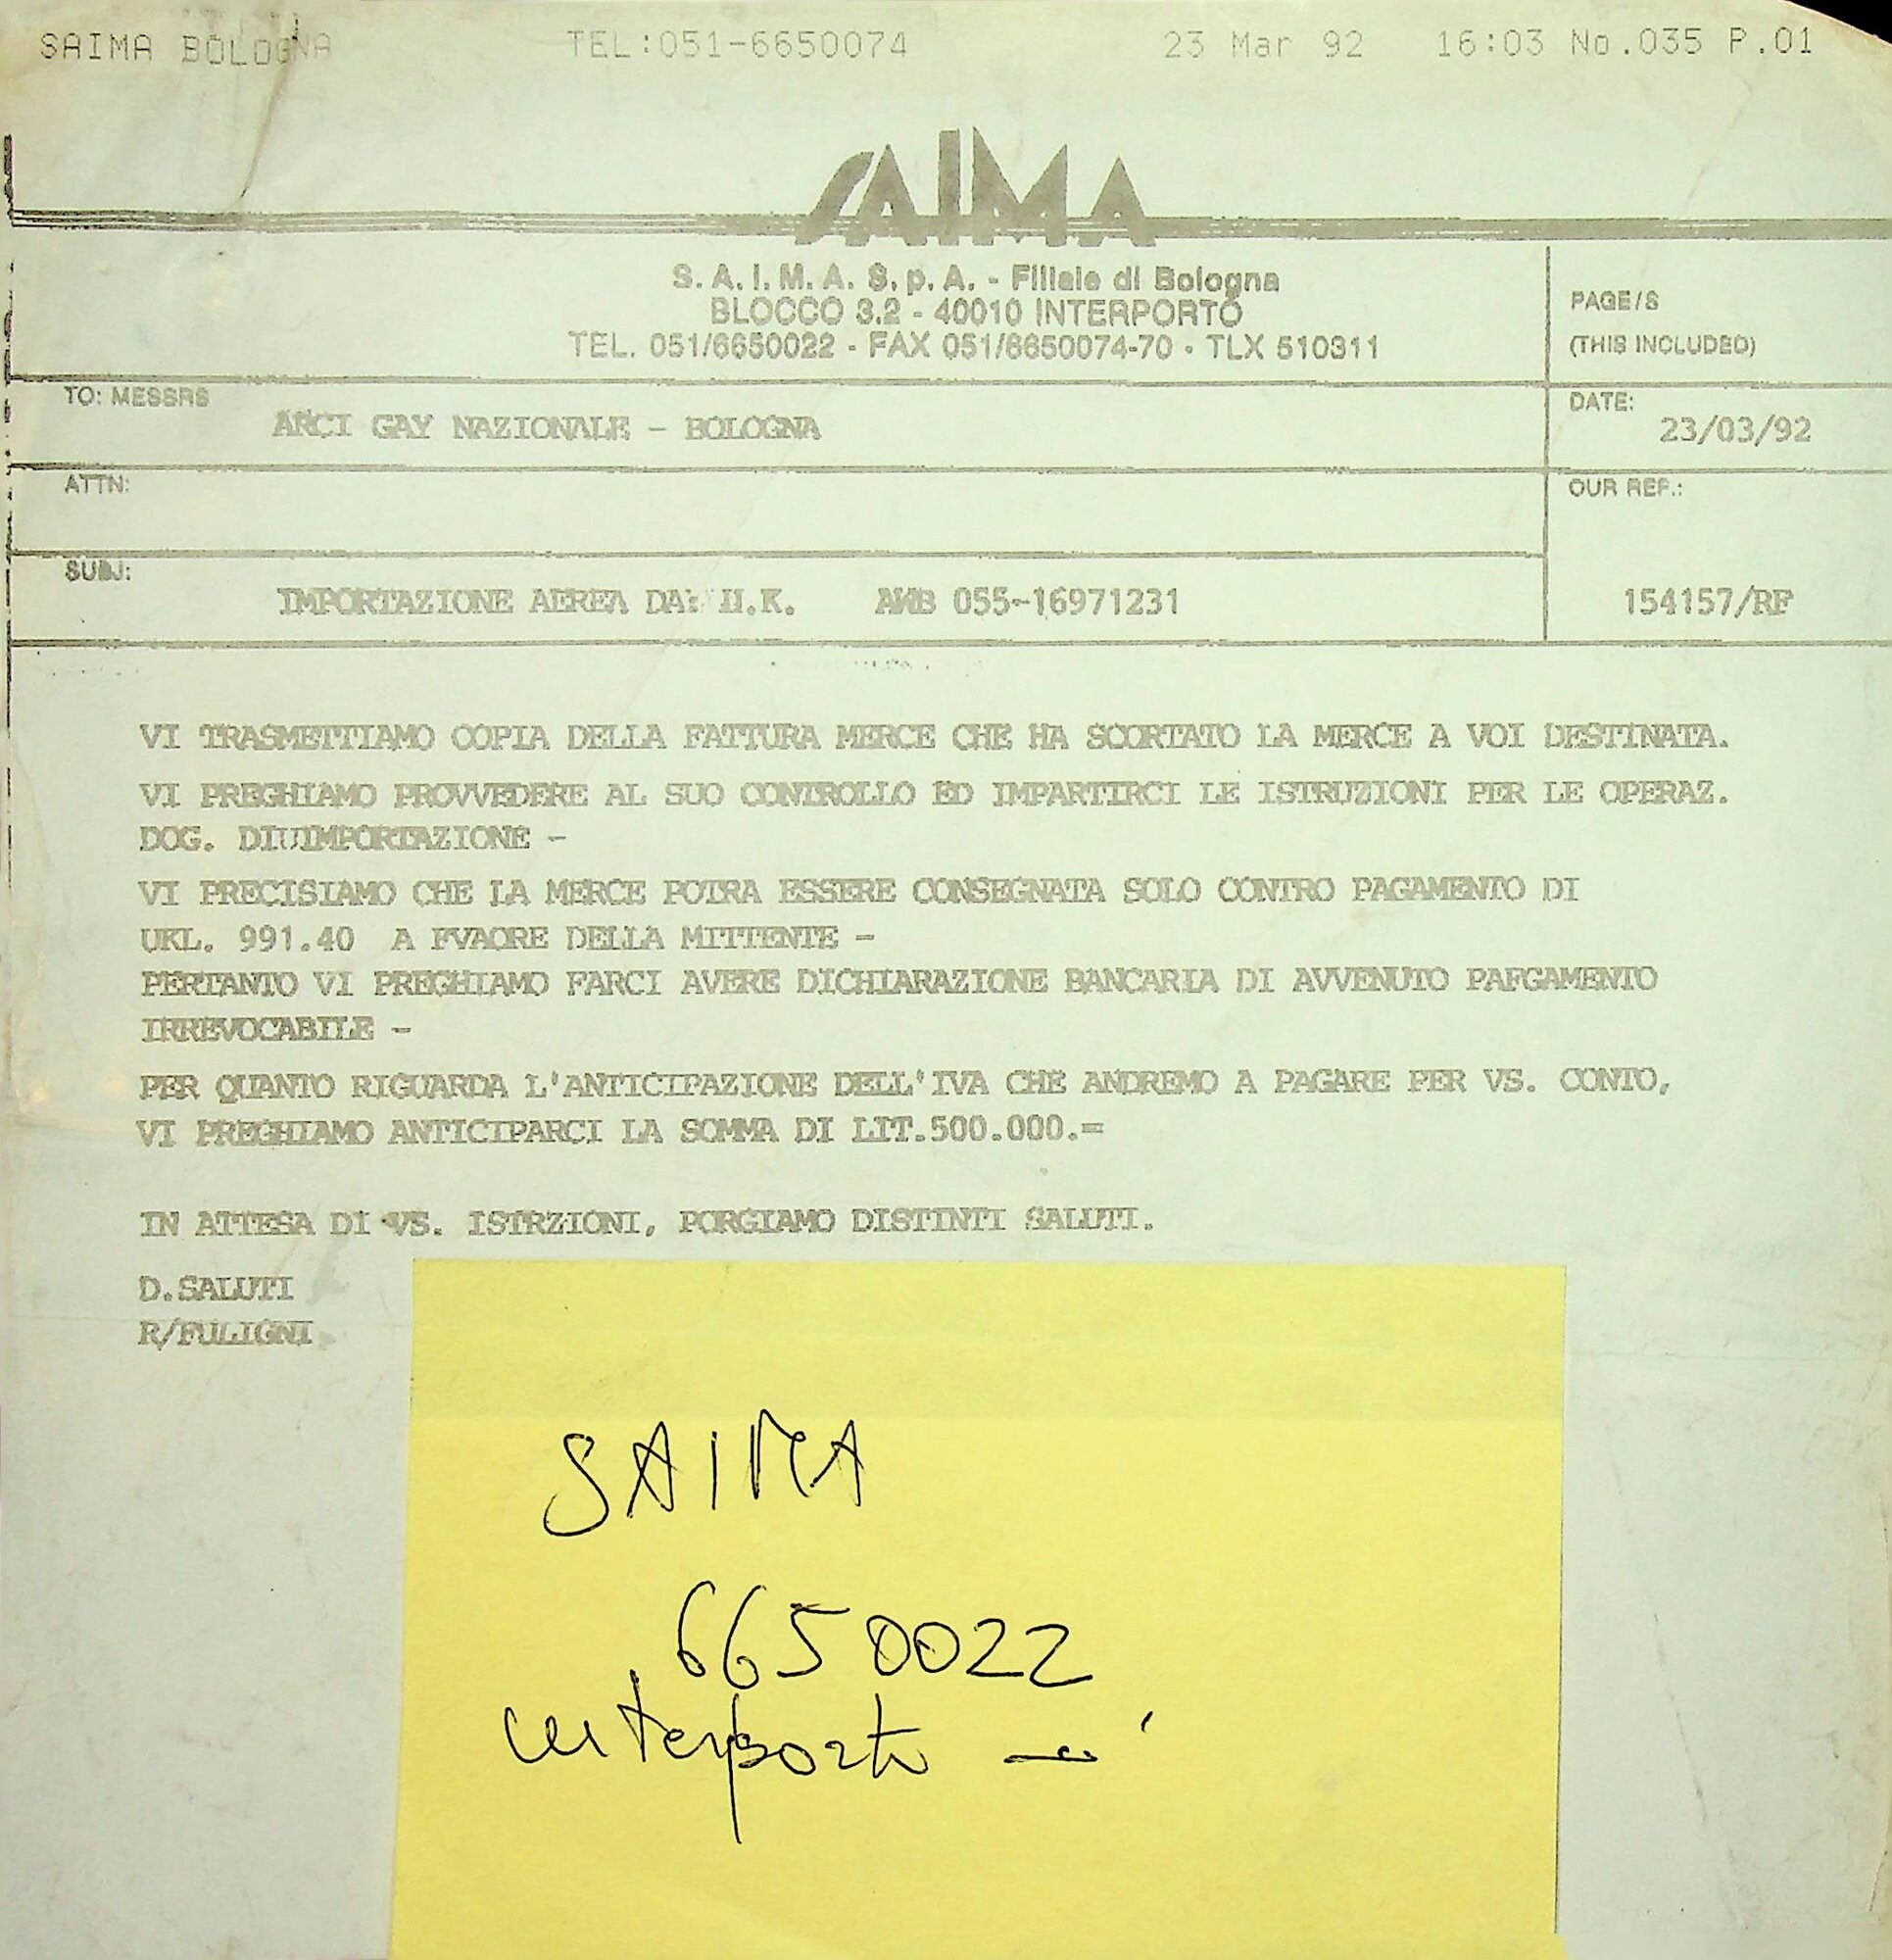 SAIMA BOLOGNA TEL:051-6650074 23 Mar 92 16:03 No.035 P.01
SAIMA
S.A.I.M.A. S.p.A. - Filiale di Bologna
BLOCCO 3.2 - 40010 INTERPORTO
TEL. 051/6650022 - FAX 051/6650074-70 - TLX 510311
PAGE/S
(THIS INCLUDED)
TO: MESSRS
ARCI GAY NAZIONALE - BOLOGNA
DATE:
23/03/92
ATTN:
OUR REF.:
SUBJ:
IMPORTAZIONE AEREA DAL U.K. AWB 055-16971231
154157/RF
VI TRASMETTIAMO COPIA DELLA FATTURA MERCE CHE HA SCORTATO LA MERCE A VOI DESTINATA.
VI PREGHIAMO PROVVEDERE AL SUO CONTROLLO ED IMPARTIRCI LE ISTRUZIONI PER LE OPERAZ.
DOG. DIUIMPORTAZIONE -
VI PRECISIAMO CHE LA MERCE POTRA ESSERE CONSEGNATA SOLO CONTRO PAGAMENTO DI
UKL. 991.40 A FVAORE DELLA MITTENTE -
PERTANTO VI PREGHIAMO FARCI AVERE DICHIARAZIONE BANCARIA DI AVVENUTO PAFGAMENTO
IRREVOCABILE -
PER QUANTO RIGUARDA L'ANTICIPAZIONE DELL'IVA CHE ANDREMO A PAGARE PER VS. CONTO,
VI PREGHIAMO ANTICIPARCI LA SOMMA DI LIT.500.000.=
IN ATTESA DI VS. ISTRZIONI, PORGIAMO DISTINTI SALUTI.
D.SALUTI
R/FULIGNI
SAIMA
6650022
interporto